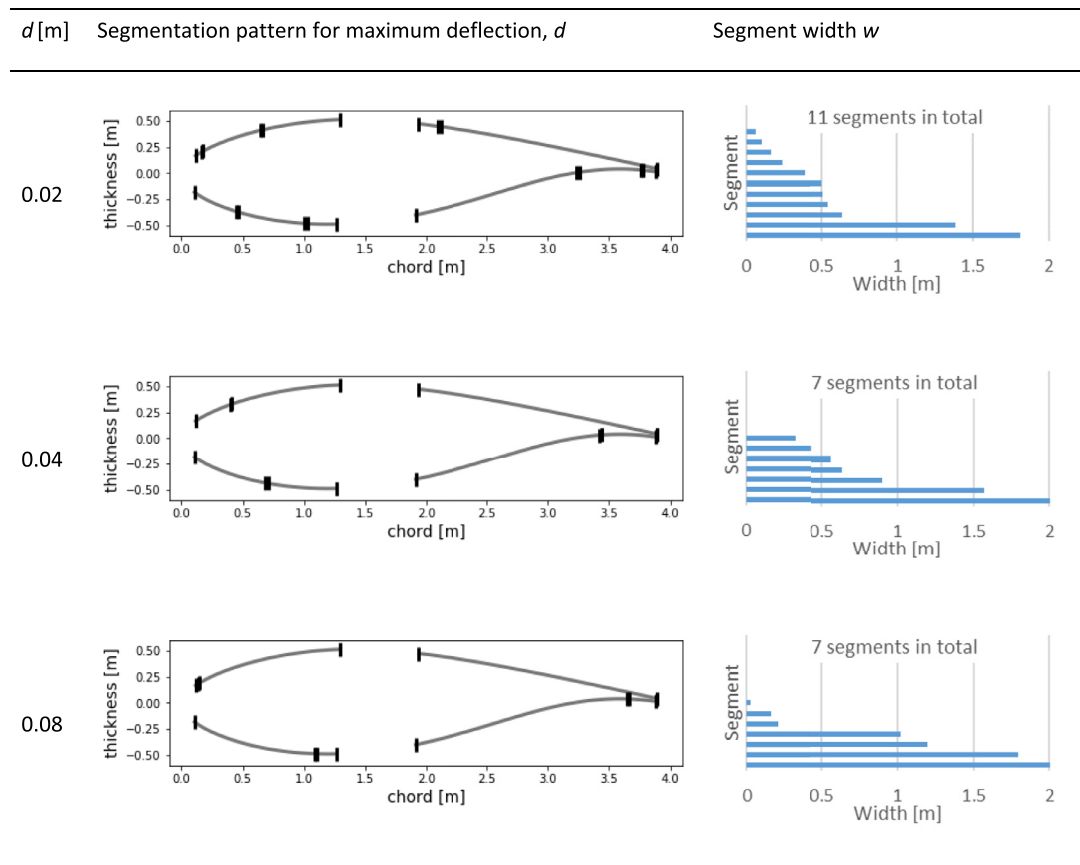 d [m] Segmentation pattern for maximum deflection, d Segment width w
0.02
thickness [m]
0.50
0.25
0.00
−0.25
−0.50
0.0 0.5 1.0 1.5 2.0 2.5 3.0 3.5 4.0
chord [m]
11 segments in total
Segment
0 0.5 1 1.5 2
Width [m]
0.04
thickness [m]
0.50
0.25
0.00
−0.25
−0.50
0.0 0.5 1.0 1.5 2.0 2.5 3.0 3.5 4.0
chord [m]
7 segments in total
Segment
0 0.5 1 1.5 2
Width [m]
0.08
thickness [m]
0.50
0.25
0.00
−0.25
−0.50
0.0 0.5 1.0 1.5 2.0 2.5 3.0 3.5 4.0
chord [m]
7 segments in total
Segment
0 0.5 1 1.5 2
Width [m]